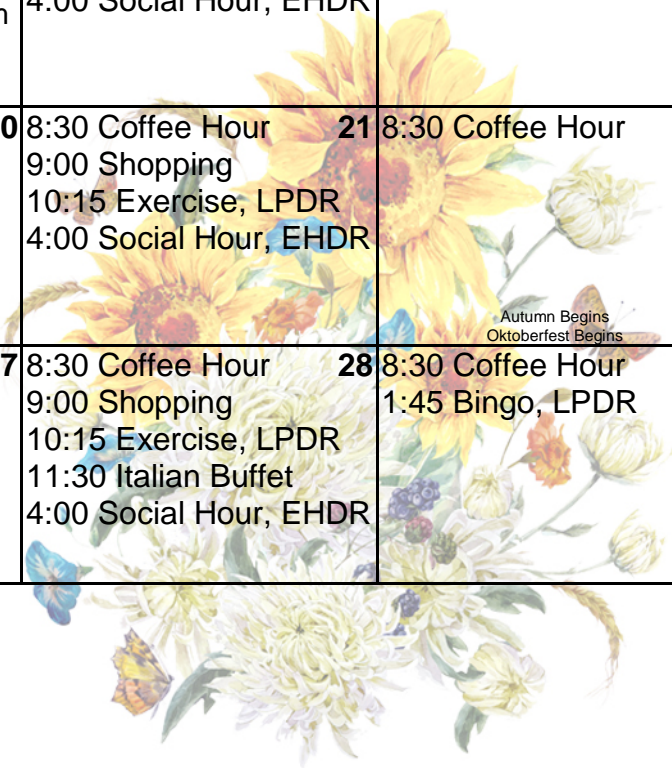 n
4:00 Social Hour, EHDR
0 8:30 Coffee Hour 21 8:30 Coffee Hour
9:00 Shopping
10:15 Exercise, LPDR
4:00 Social Hour, EHDR
Autumn Begins
Oktoberfest Begins
7 8:30 Coffee Hour 28 8:30 Coffee Hour
9:00 Shopping 1:45 Bingo, LPDR
10:15 Exercise, LPDR
11:30 Italian Buffet
4:00 Social Hour, EHDR